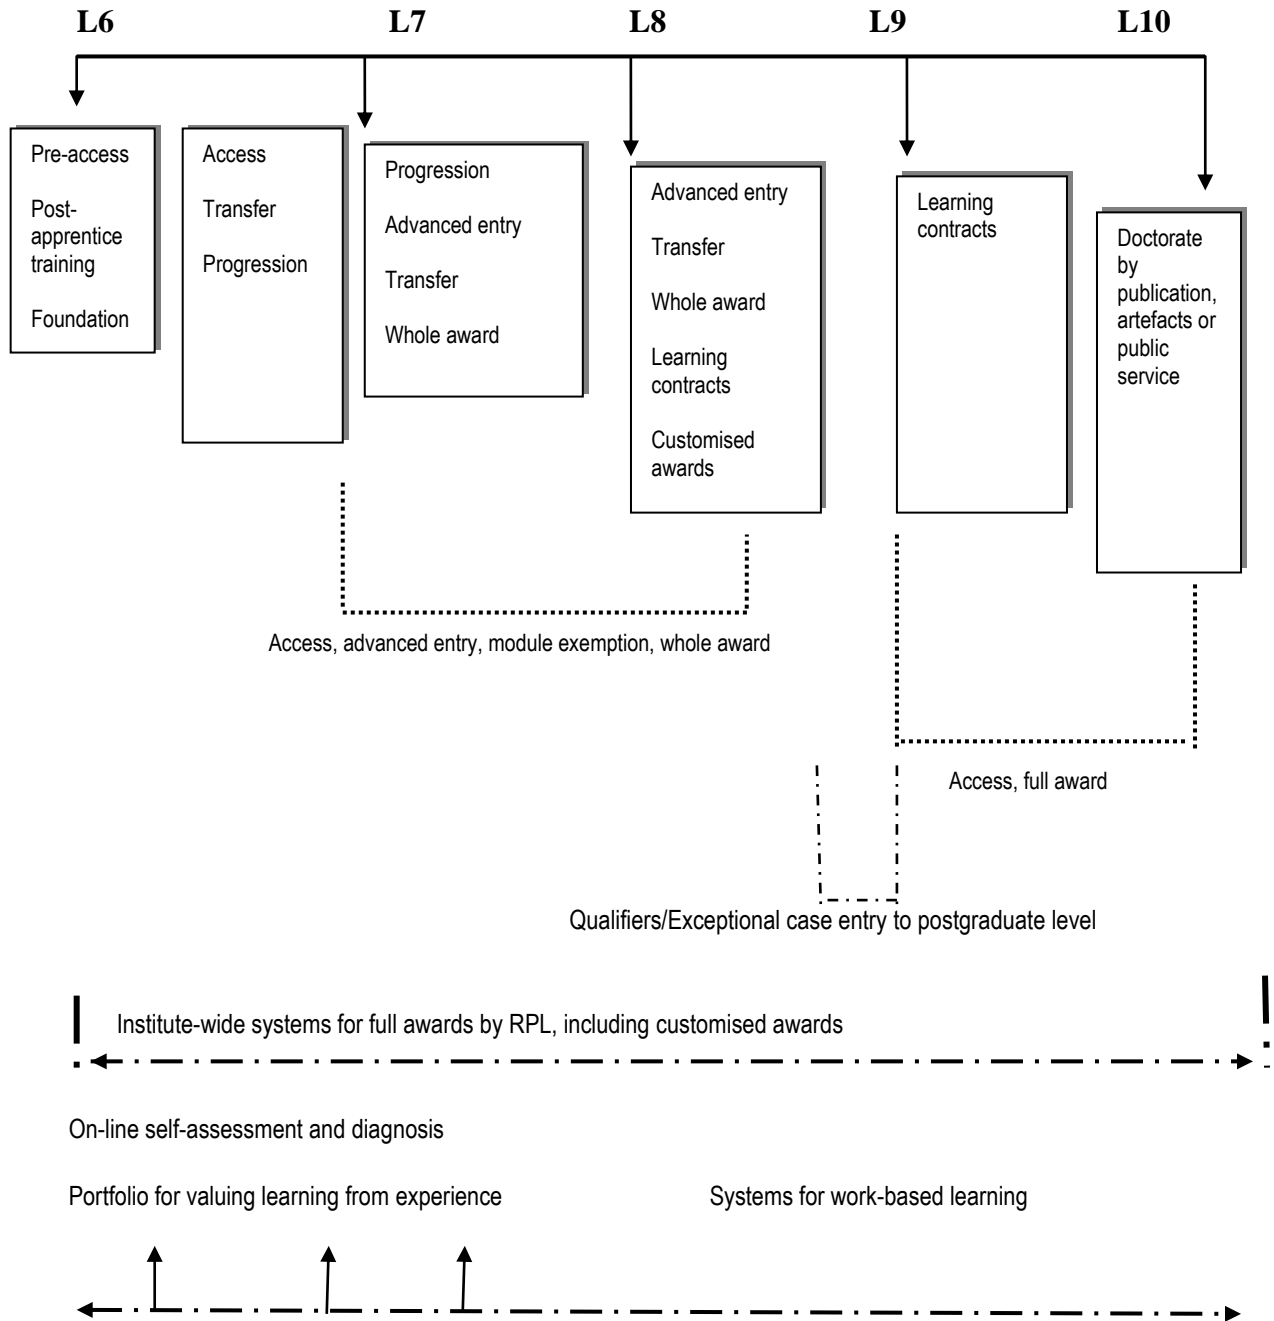 L6 L7 L8 L9 L10
Pre-access
Post-
apprentice
training
Foundation
Access
Transfer
Progression
Progression
Advanced entry
Transfer
Whole award
Advanced entry
Transfer
Whole award
Learning
contracts
Customised
awards
Learning
contracts
Doctorate
by
publication,
artefacts or
public
service
Access, advanced entry, module exemption, whole award
Access, full award
Qualifiers/Exceptional case entry to postgraduate level
Institute-wide systems for full awards by RPL, including customised awards
On-line self-assessment and diagnosis
Portfolio for valuing learning from experience
Systems for work-based learning